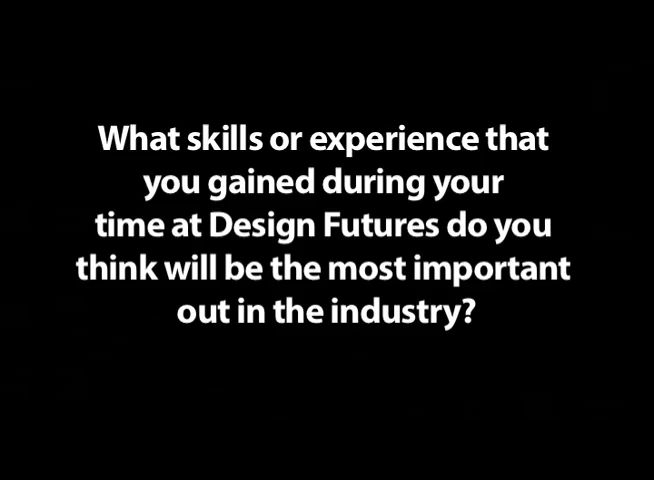 What skills or experience that
you gained during your
time at Design Futures do you
think will be the most important
out in the industry?